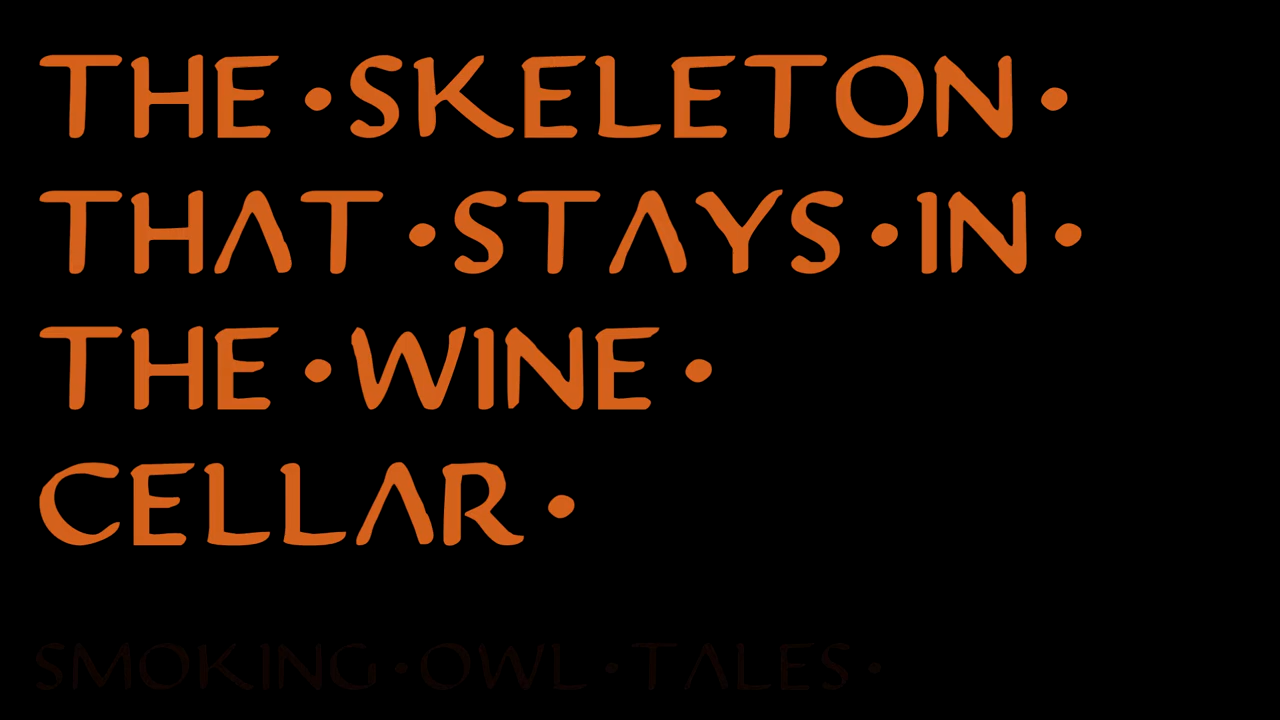 THE • SKELETON •
THAT • STAYS • IN •
THE • WINE •
CELLAR •
SMOKING • OWL • TALES •